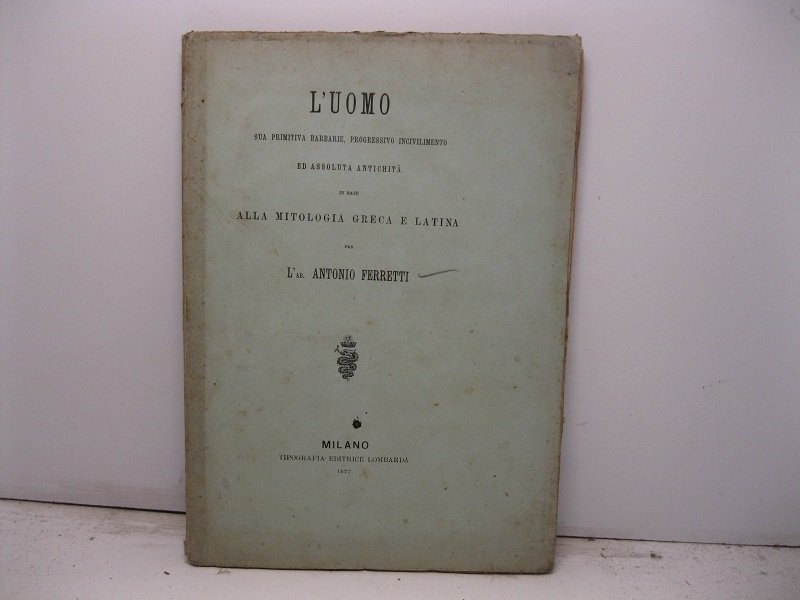 L'UOMO
SUA PRIMITIVA BARBARIE, PROGRESSIVO INCIVILIMENTO
ED ASSOLUTA ANTICHITÀ
IN BASE
ALLA MITOLOGIA GRECA E LATINA
PER
L'AB. ANTONIO FERRETTI
MILANO
TIPOGRAFIA EDITRICE LOMBARDA
1877